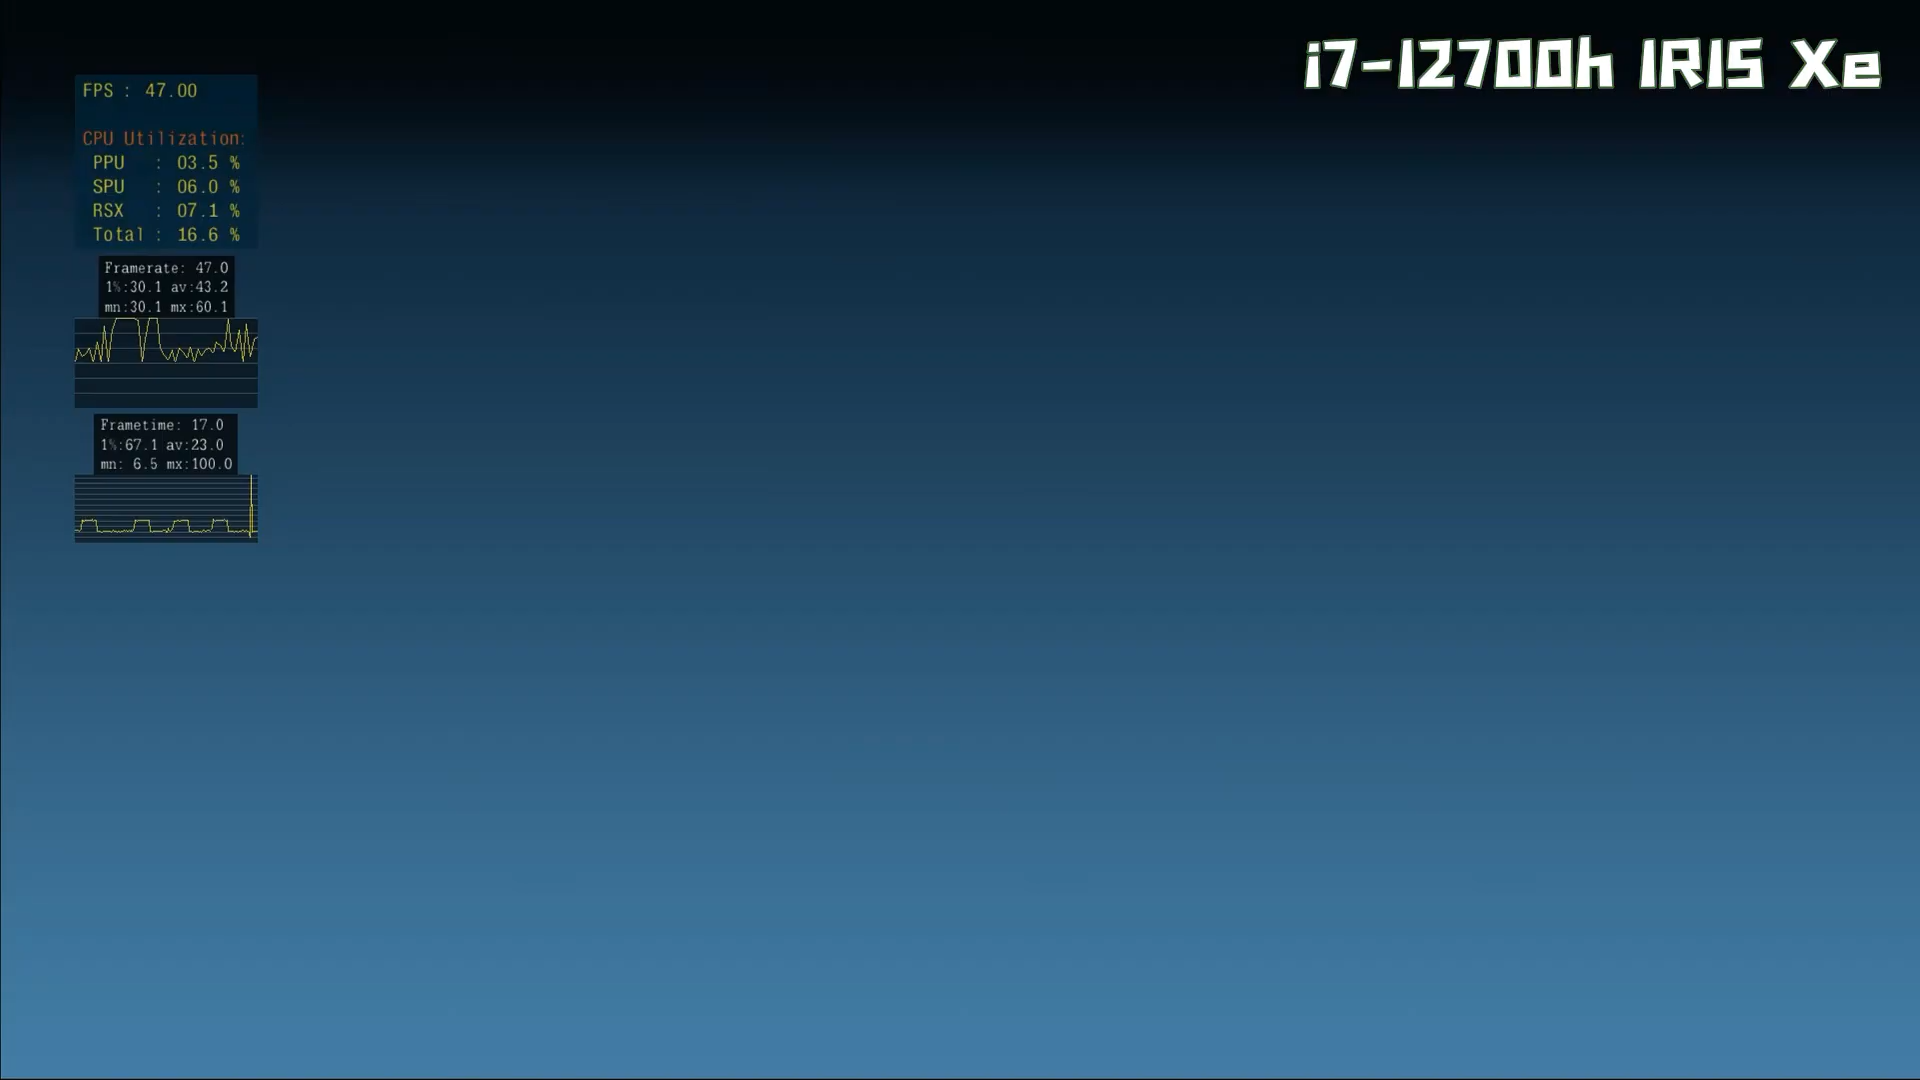 i7-12700h IRIS Xe
FPS : 47.00
CPU Utilization:
PPU : 03.5 %
SPU : 06.0 %
RSX : 07.1 %
Total : 16.6 %
Framerate: 47.0
1%:30.1 av:43.2
mn:30.1 mx:60.1
Frametime: 17.0
1%:67.1 av:23.0
mn: 6.5 mx:100.0